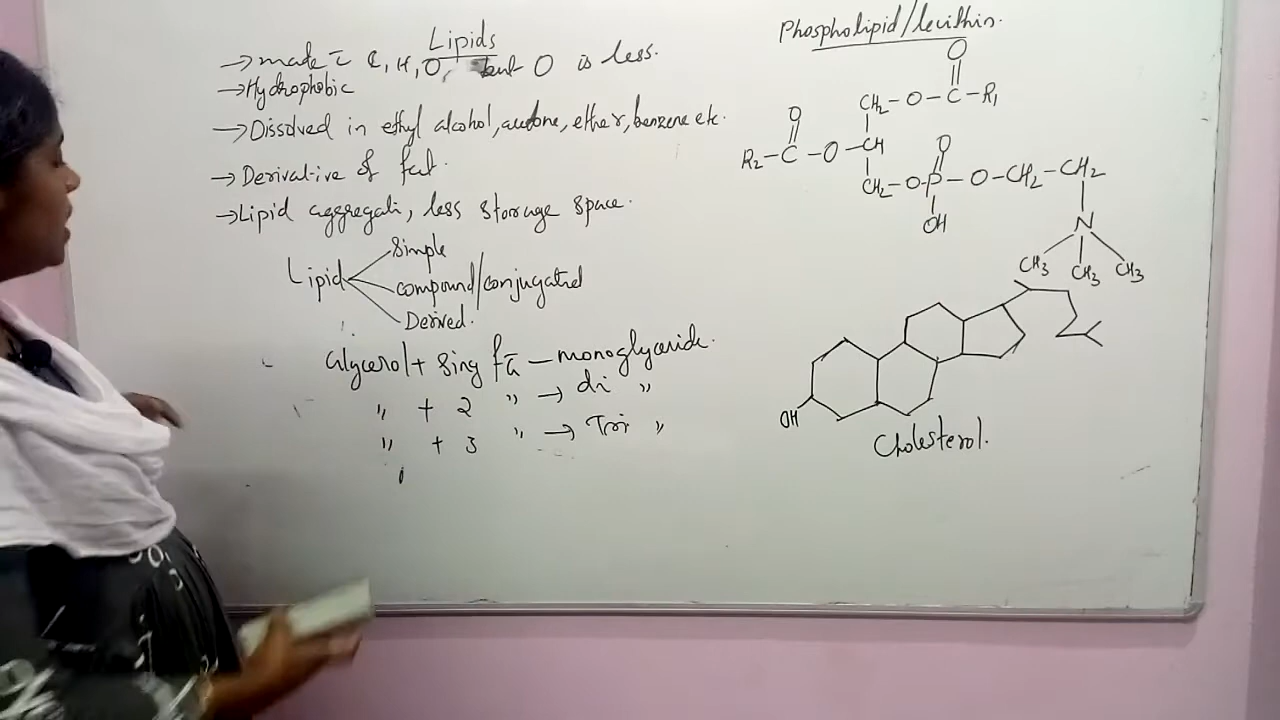 Lipids
→ made c̄ C, H, O, but O is less.
→ Hydrophobic
→ Dissolved in ethyl alcohol, acetone, ether, benzene etc.
→ Derivative of fat.
→ Lipid aggregati, less storage space.
Lipid
Simple
compound/conjugated
Derived.
Glycerol + Sing fā — monoglyceride.
" + 2 " → di "
" + 3 " → Tri "
Phospholipid/lecithin.
O
CH₂-O-C-R₁
O
R₂-C-O-CH
O
CH₂-O-P-O-CH₂-CH₂
OH
N
CH₃ CH₃ CH₃
OH
Cholesterol.